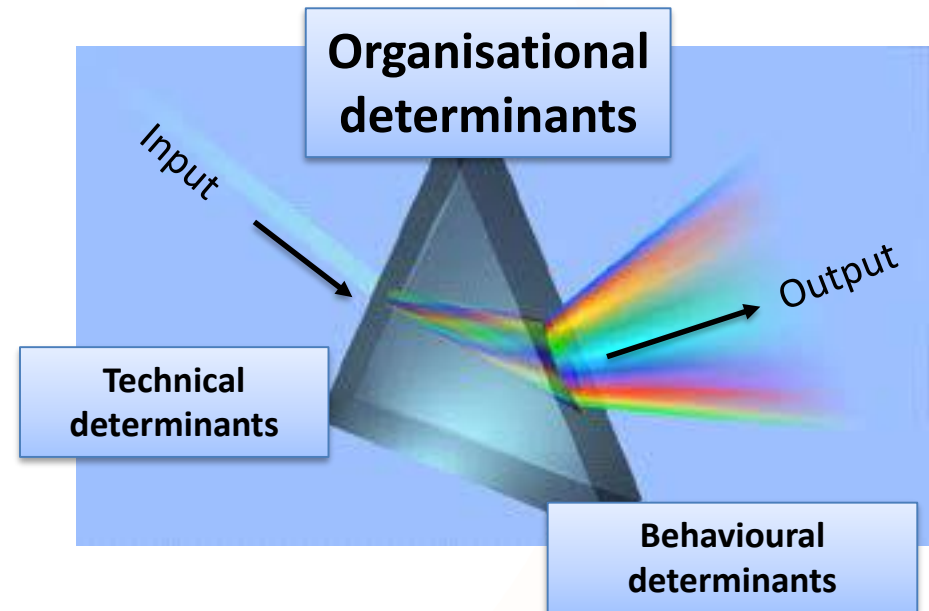 Organisational
determinants
Input
Output
Technical
determinants
Behavioural
determinants